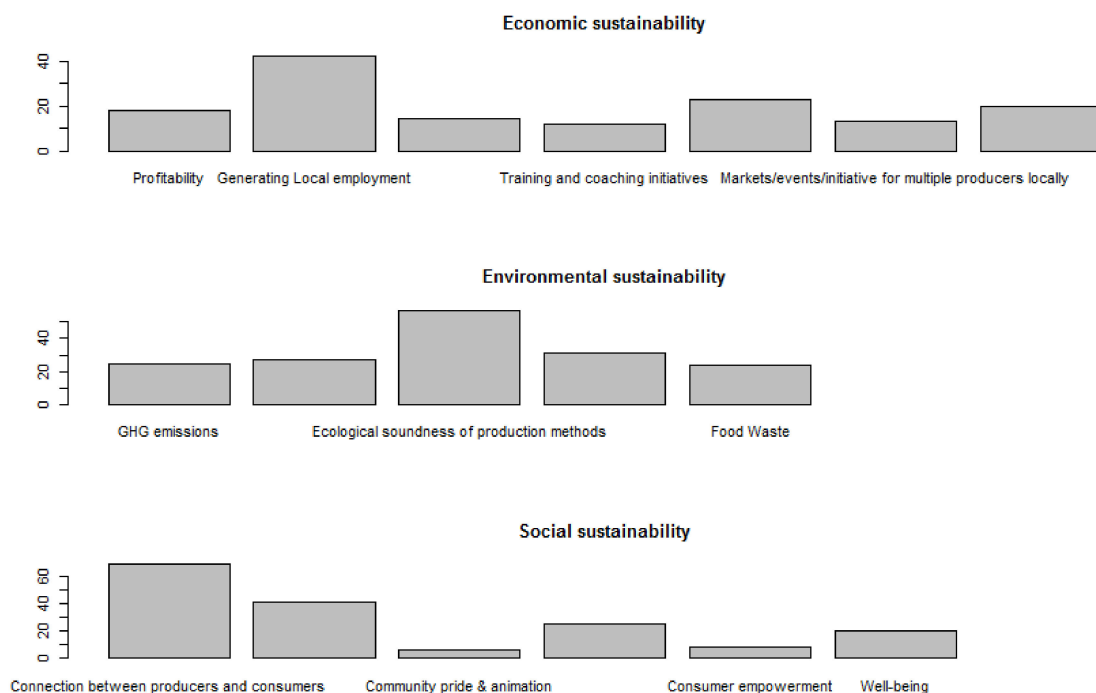 Economic sustainability
40
20
0
Profitability Generating Local employment Training and coaching initiatives Markets/events/initiative for multiple producers locally
Environmental sustainability
40
20
0
GHG emissions Ecological soundness of production methods Food Waste
Social sustainability
60
40
20
0
Connection between producers and consumers Community pride & animation Consumer empowerment Well-being